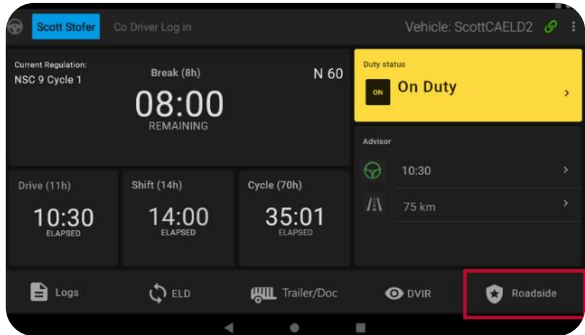 Scott Stofer
Co Driver Log in
Vehicle: ScottCAELD2
Current Regulation:
NSC 9 Cycle 1
Break (8h)
N 60
08:00
REMAINING
Duty status
ON
On Duty
Advisor
10:30
75 km
Drive (11h)
10:30
ELAPSED
Shift (14h)
14:00
ELAPSED
Cycle (70h)
35:01
ELAPSED
Logs
ELD
Trailer/Doc
DVIR
Roadside